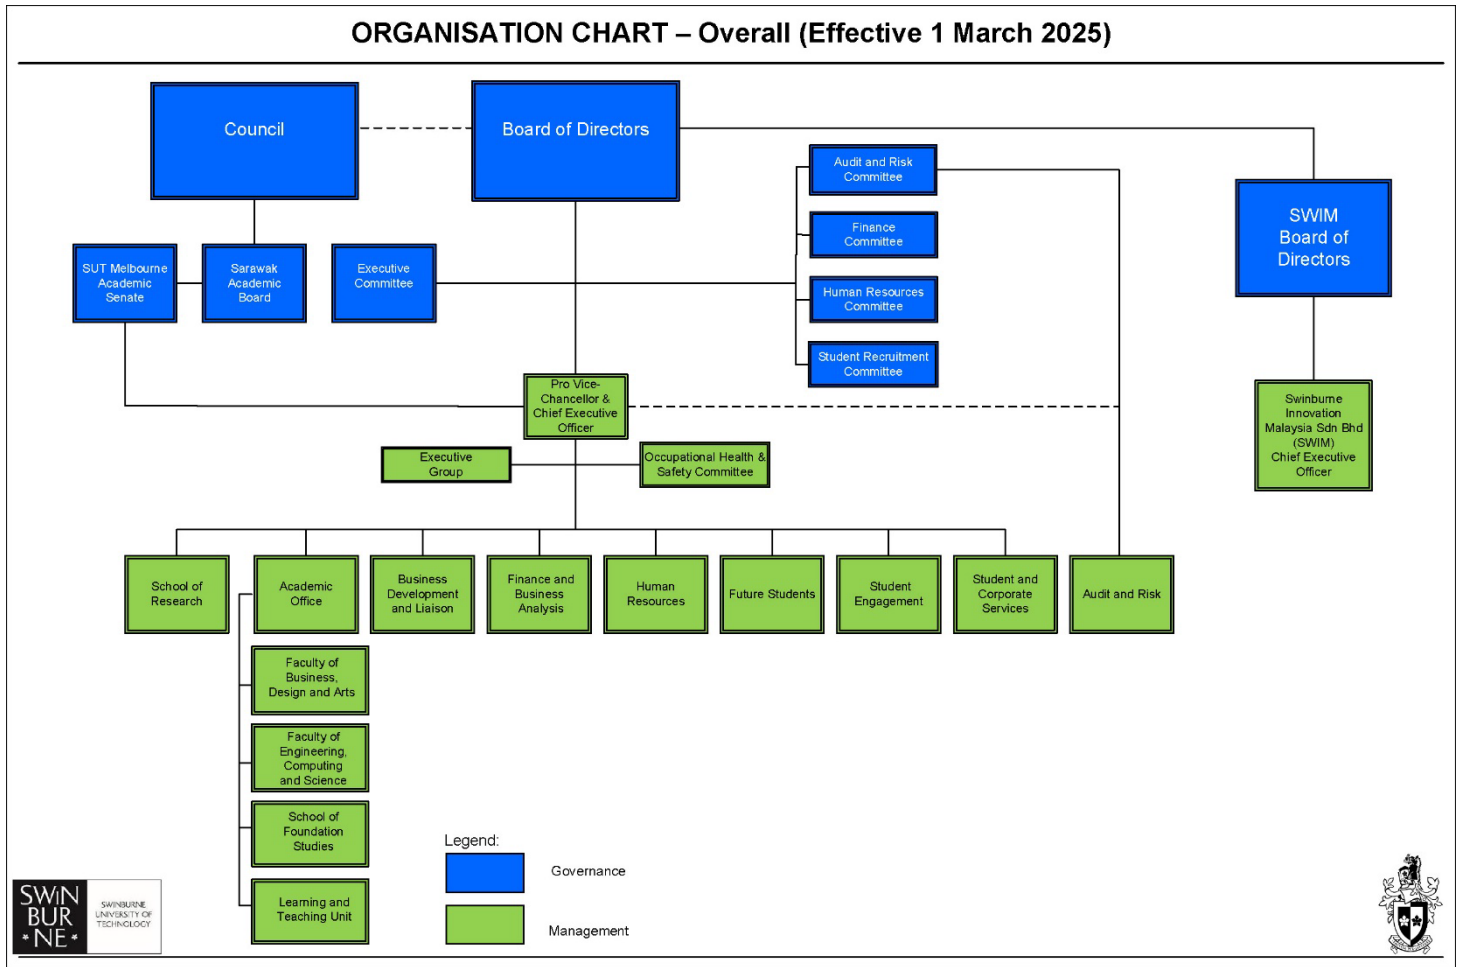 ORGANISATION CHART – Overall (Effective 1 March 2025)
Council
Board of Directors
Audit and Risk
Committee
Finance
Committee
Human Resources
Committee
Student Recruitment
Committee
SWIM
Board of
Directors
SUT Melbourne
Academic
Senate
Sarawak
Academic
Board
Executive
Committee
Pro Vice-
Chancellor &
Chief Executive
Officer
Swinburne
Innovation
Malaysia Sdn Bhd
(SWIM)
Chief Executive
Officer
Executive
Group
Occupational Health &
Safety Committee
School of
Research
Academic
Office
Business
Development
and Liaison
Finance and
Business
Analysis
Human
Resources
Future Students
Student
Engagement
Student and
Corporate
Services
Audit and Risk
Faculty of
Business,
Design and Arts
Faculty of
Engineering,
Computing
and Science
School of
Foundation
Studies
Learning and
Teaching Unit
Legend:
Governance
Management
SWIN
BUR
*NE*
SWINBURNE
UNIVERSITY OF
TECHNOLOGY